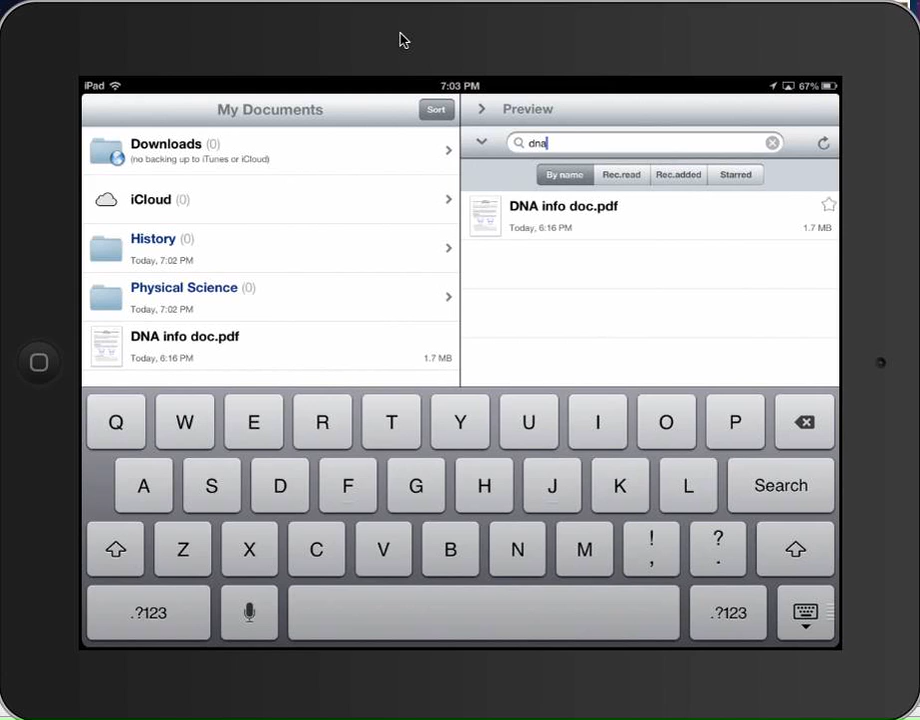 iPad 7:03 PM 67%
My Documents Sort
Preview
dna
By name Rec.read Rec.added Starred
Downloads (0)
(no backing up to iTunes or iCloud)
iCloud (0)
History (0)
Today, 7:02 PM
Physical Science (0)
Today, 7:02 PM
DNA info doc.pdf
Today, 6:16 PM 1.7 MB
DNA info doc.pdf
Today, 6:16 PM 1.7 MB
Q W E R T Y U I O P
A S D F G H J K L Search
Z X C V B N M ! , ? .
.?123 .?123